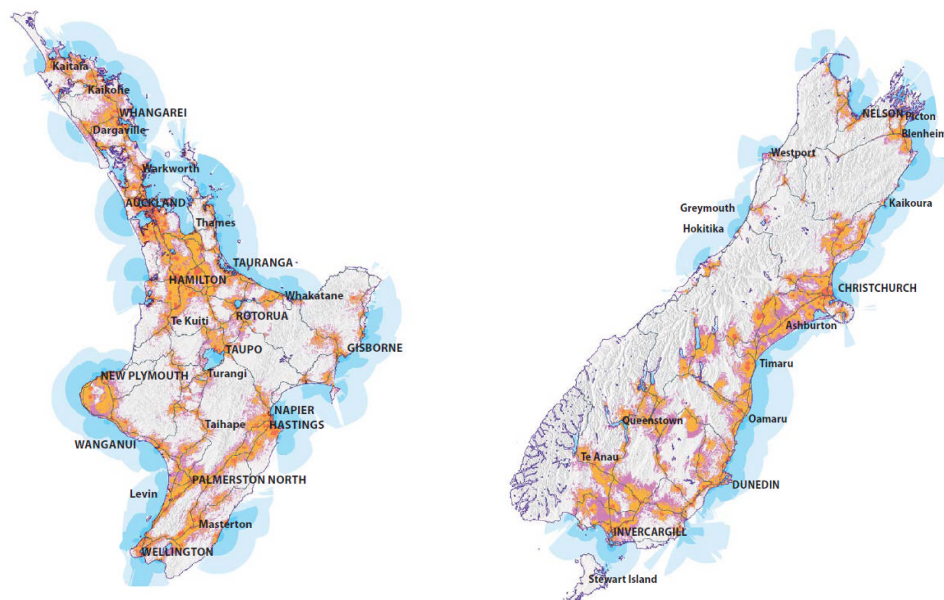 Kaitaia
Kaikohe
WHANGAREI
Dargaville
Warkworth
AUCKLAND
Thames
TAURANGA
HAMILTON
Whakatane
ROTORUA
Te Kuiti
GISBORNE
TAUPO
NEW PLYMOUTH
Turangi
NAPIER
Taihape
HASTINGS
WANGANUI
PALMERSTON NORTH
Levin
Masterton
WELLINGTON
NELSON
Picton
Blenheim
Westport
Kaikoura
Greymouth
Hokitika
CHRISTCHURCH
Ashburton
Timaru
Queenstown
Oamaru
Te Anau
DUNEDIN
INVERCARGILL
Stewart Island